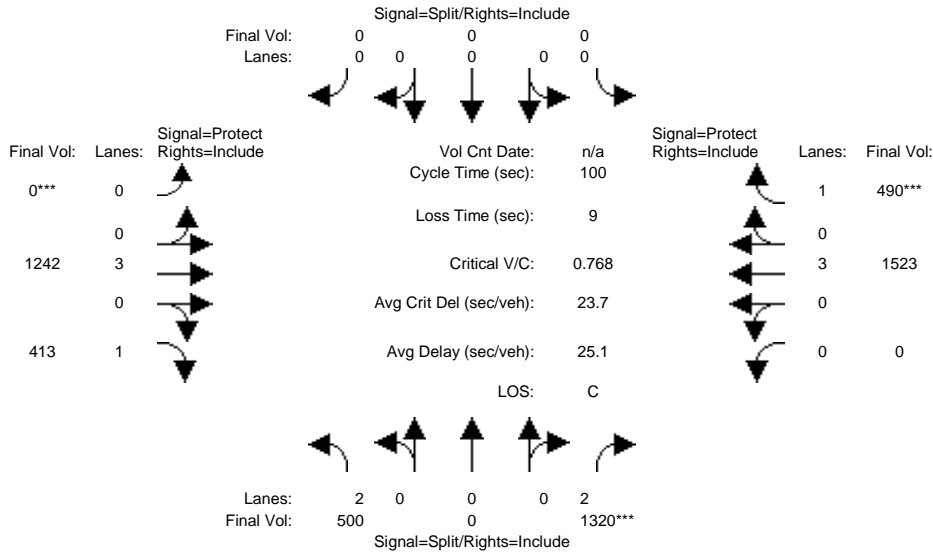 Signal=Split/Rights=Include
Final Vol: 0 0 0
Lanes: 0 0 0 0 0
Signal=Protect Signal=Protect
Final Vol: Lanes: Rights=Include Vol Cnt Date: n/a Rights=Include Lanes: Final Vol:
Cycle Time (sec): 100
0*** 0 1 490***
Loss Time (sec): 9
0 0
1242 3 Critical V/C: 0.768 3 1523
0 Avg Crit Del (sec/veh): 23.7 0
413 1 Avg Delay (sec/veh): 25.1 0 0
LOS: C
Lanes: 2 0 0 0 2
Final Vol: 500 0 1320***
Signal=Split/Rights=Include